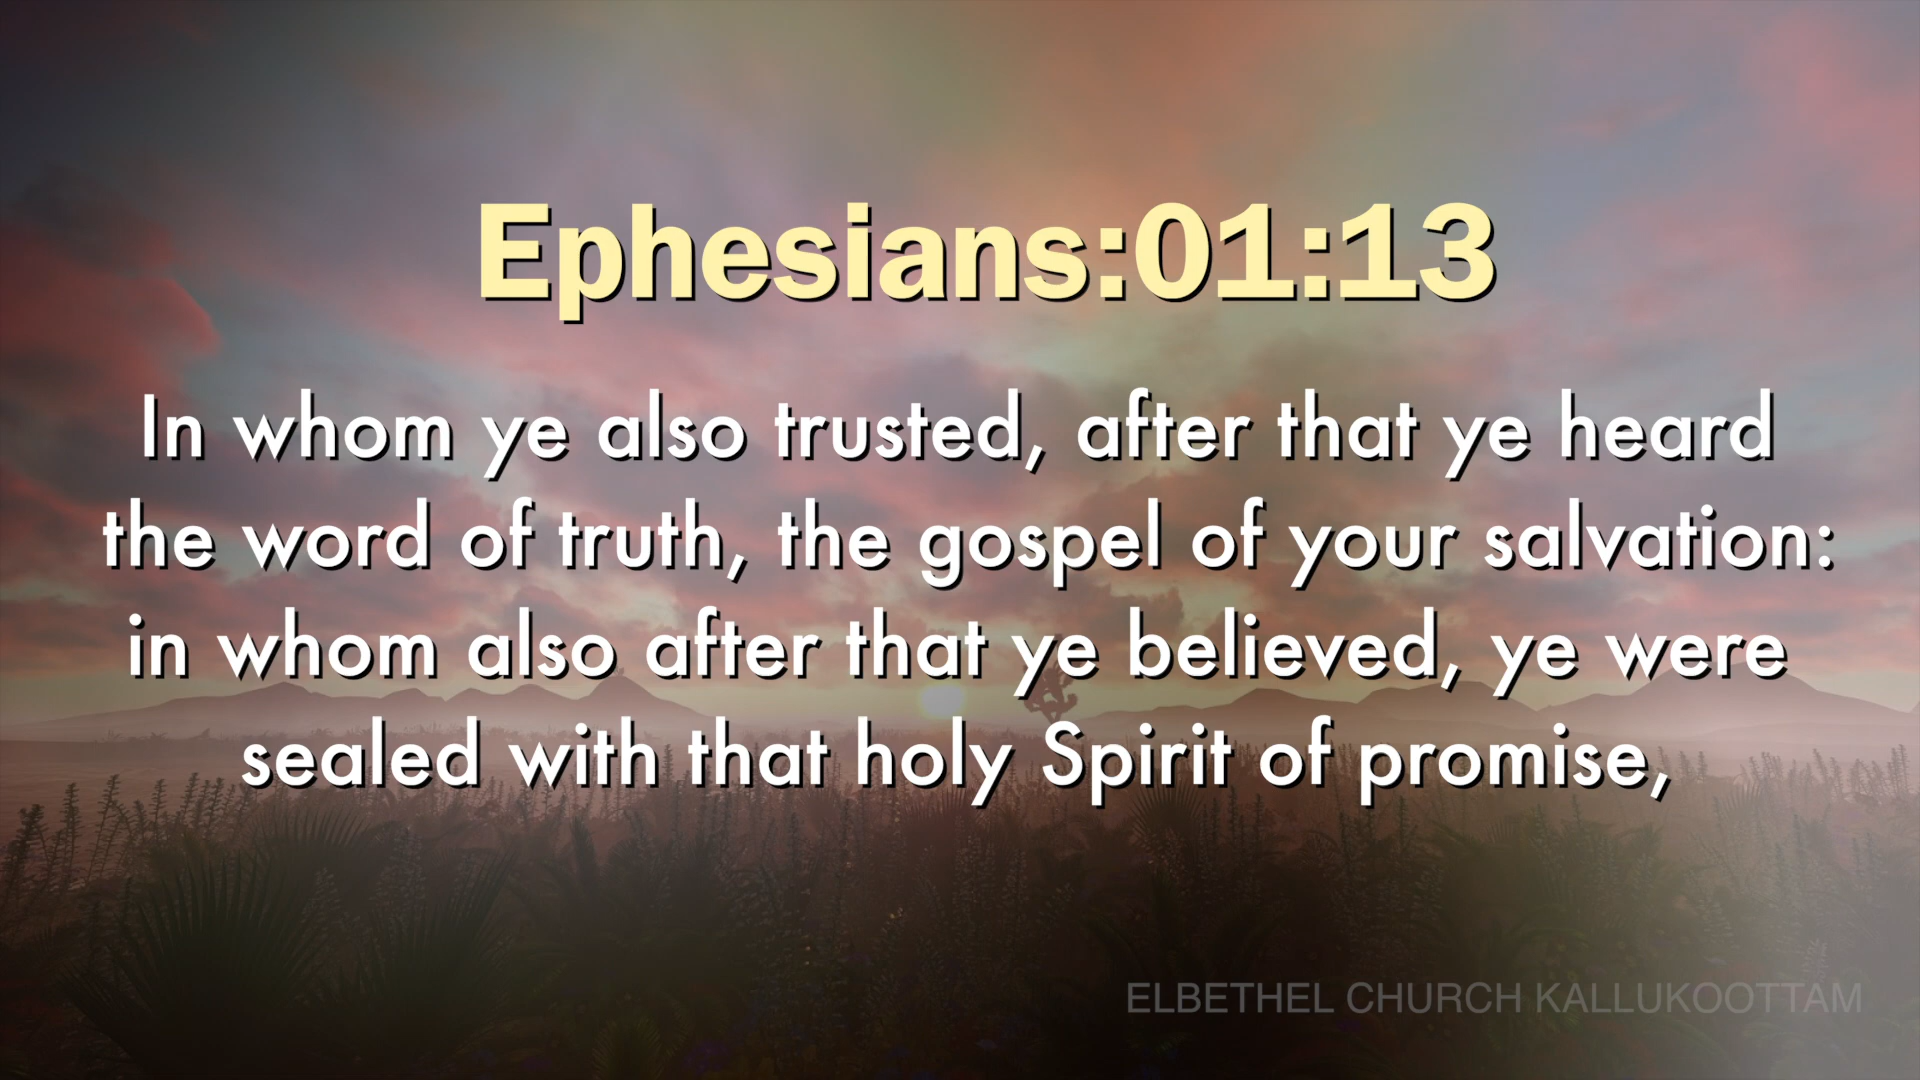 Ephesians:01:13
In whom ye also trusted, after that ye heard
the word of truth, the gospel of your salvation:
in whom also after that ye believed, ye were
sealed with that holy Spirit of promise,
ELBETHEL CHURCH KALLUKOOTTAM